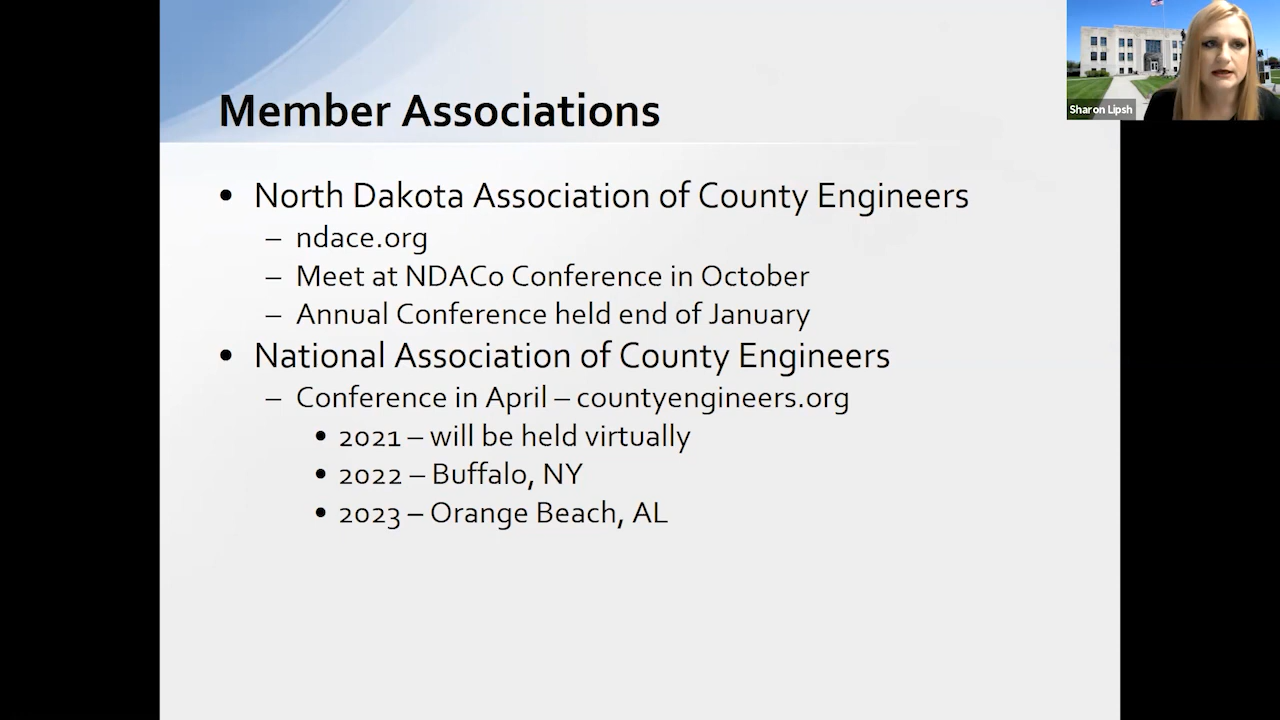 Member Associations
Sharon Lipsh
• North Dakota Association of County Engineers
– ndace.org
– Meet at NDACo Conference in October
– Annual Conference held end of January
• National Association of County Engineers
– Conference in April – countyengineers.org
• 2021 – will be held virtually
• 2022 – Buffalo, NY
• 2023 – Orange Beach, AL